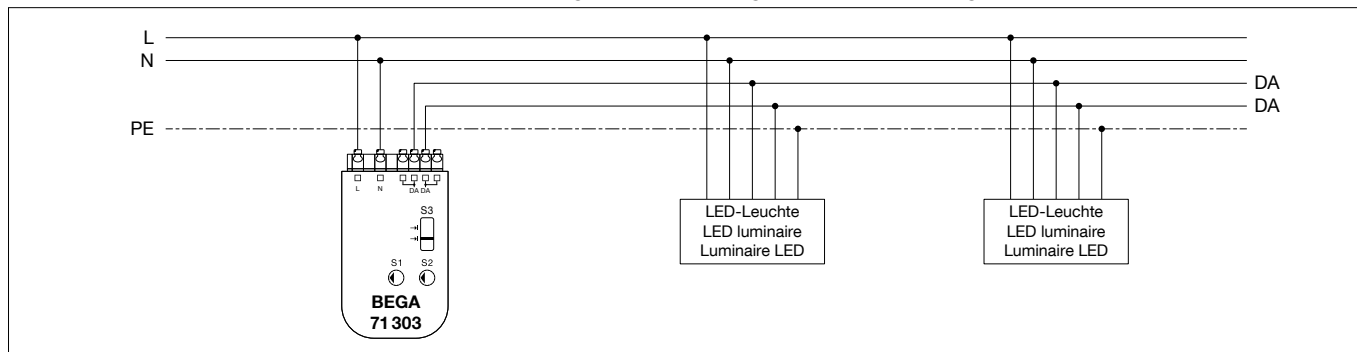 L
N
DA
DA
PE
L N DA DA
S3
S1 S2
BEGA
71 303
LED-Leuchte
LED luminaire
Luminaire LED
LED-Leuchte
LED luminaire
Luminaire LED